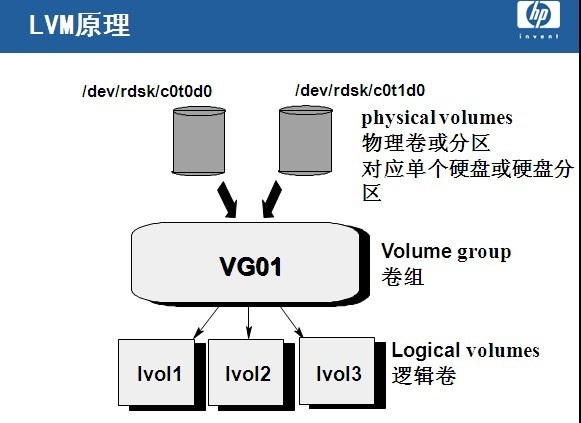 LVM原理
hp
invent
/dev/rdsk/c0t0d0
/dev/rdsk/c0t1d0
physical volumes
物理卷或分区
对应单个硬盘或硬盘分
区
VG01
Volume group
卷组
lvol1
lvol2
lvol3
Logical volumes
逻辑卷